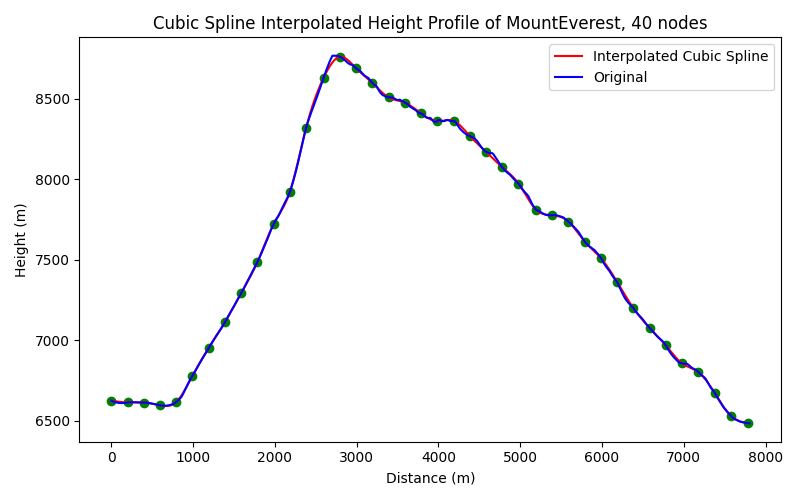 Cubic Spline Interpolated Height Profile of MountEverest, 40 nodes
Interpolated Cubic Spline
Original
Height (m)
8500
8000
7500
7000
6500
0 1000 2000 3000 4000 5000 6000 7000 8000
Distance (m)